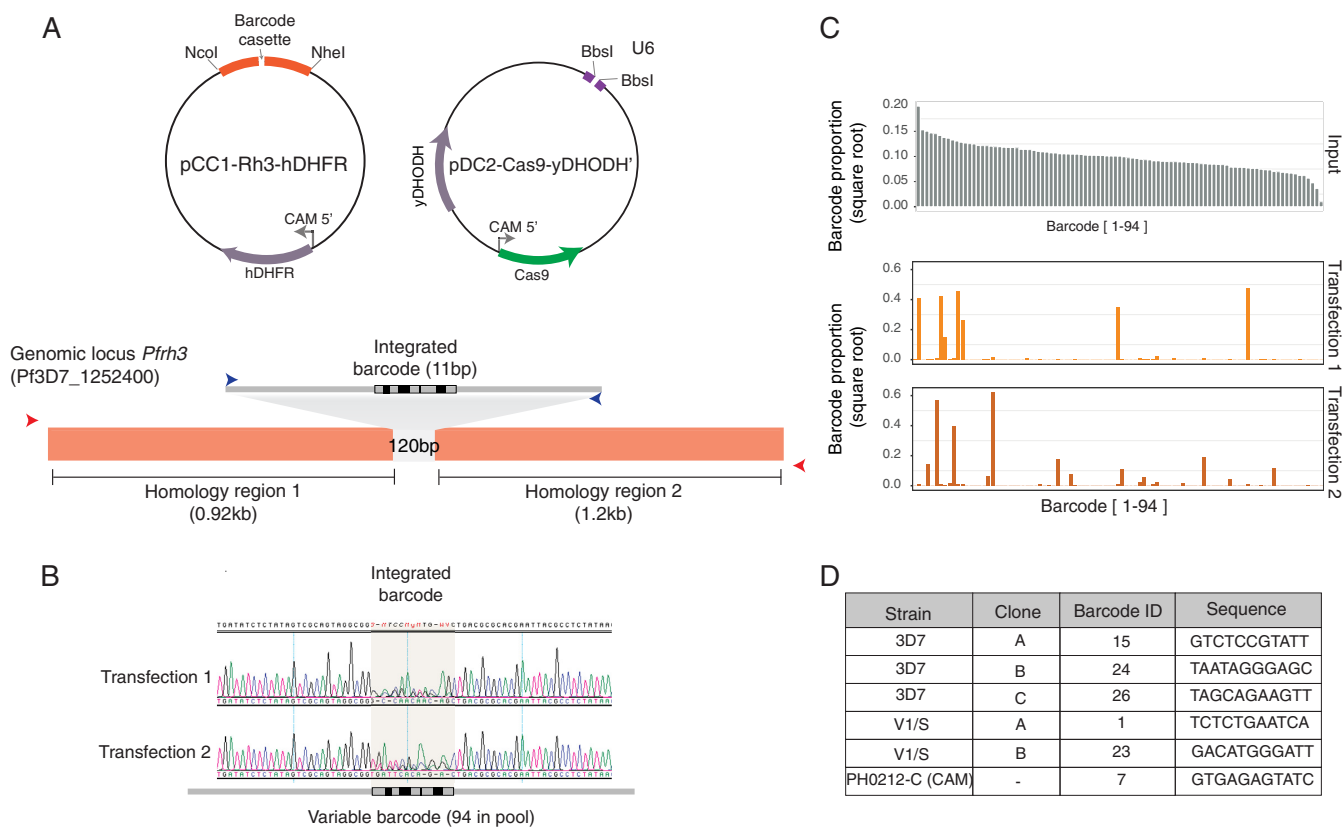 A
Barcode
casette
NcoI
NheI
pCC1-Rh3-hDHFR
CAM 5'
hDHFR
BbsI
U6
BbsI
yDHODH
pDC2-Cas9-yDHODH'
CAM 5'
Cas9
Genomic locus Pfrh3
(Pf3D7_1252400)
Integrated
barcode (11bp)
120bp
Homology region 1
(0.92kb)
Homology region 2
(1.2kb)
B
Integrated
barcode
Transfection 1
Transfection 2
TGATATCTCTATAGTCGCAGTAGGCGG
CTGACGCGCACGAATTACGCCTCTATAA
Variable barcode (94 in pool)
C
Barcode proportion
(square root)
0.20
0.15
0.10
0.05
0.00
Input
Barcode [ 1-94 ]
Barcode proportion
(square root)
0.6
0.4
0.2
0.0
Transfection 1
Barcode proportion
(square root)
0.6
0.4
0.2
0.0
Transfection 2
Barcode [ 1-94 ]
D
Strain Clone Barcode ID Sequence
3D7 A 15 GTCTCCGTATT
3D7 B 24 TAATAGGGAGC
3D7 C 26 TAGCAGAAGTT
V1/S A 1 TCTCTGAATCA
V1/S B 23 GACATGGGATT
PH0212-C (CAM) - 7 GTGAGAGTATC